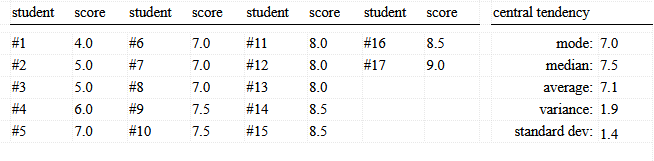 student score student score student score student score central tendency
#1 4.0 #6 7.0 #11 8.0 #16 8.5 mode: 7.0
#2 5.0 #7 7.0 #12 8.0 #17 9.0 median: 7.5
#3 5.0 #8 7.0 #13 8.0 average: 7.1
#4 6.0 #9 7.5 #14 8.5 variance: 1.9
#5 7.0 #10 7.5 #15 8.5 standard dev: 1.4